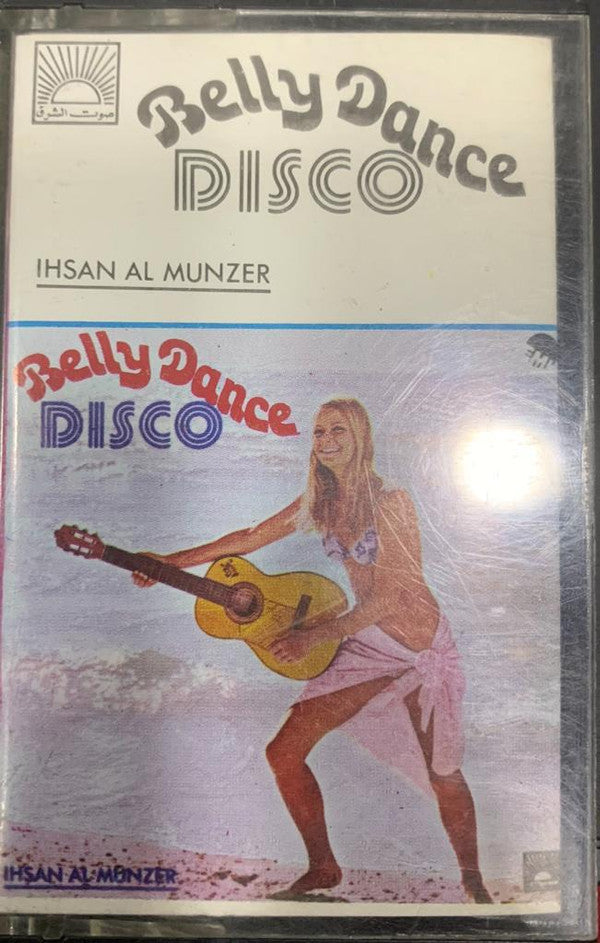 صوت الشرق
Belly Dance
DISCO
IHSAN AL MUNZER
Belly Dance
DISCO
IHSAN AL MUNZER